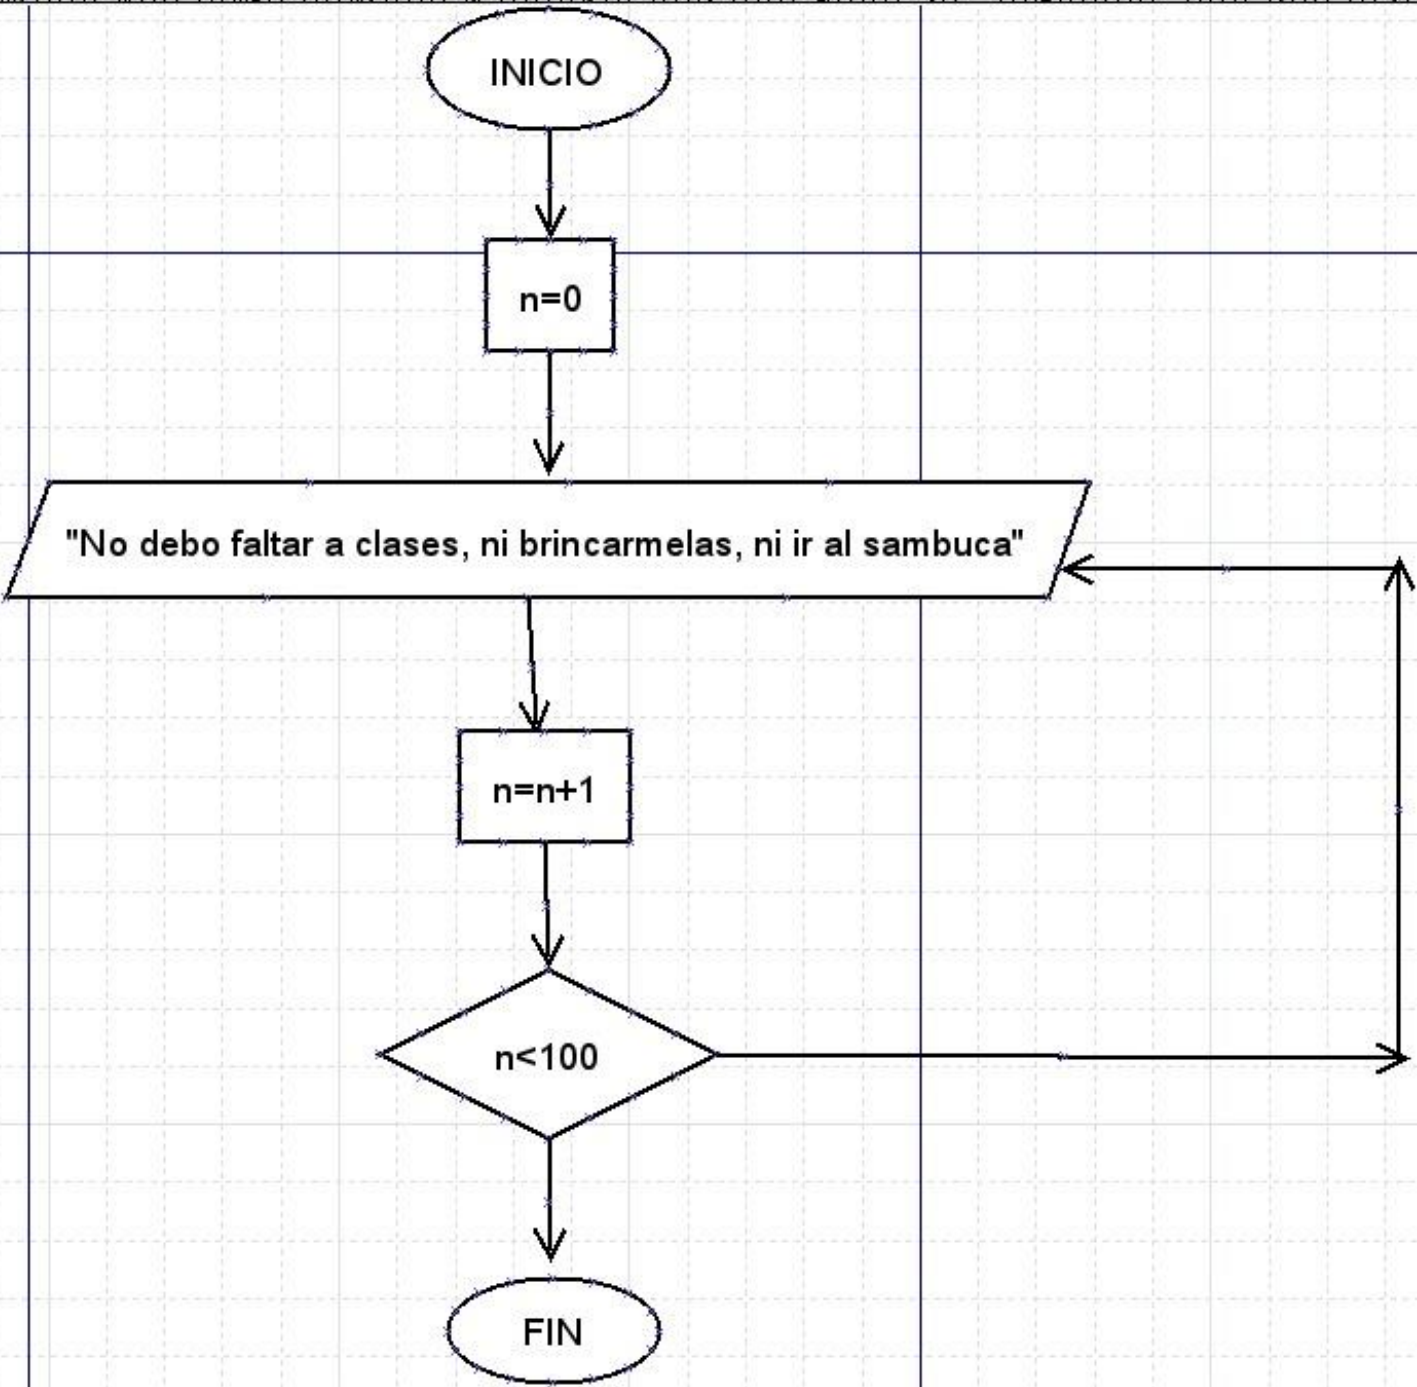 INICIO
n=0
"No debo faltar a clases, ni brincarmelas, ni ir al sambuca"
n=n+1
n<100
FIN